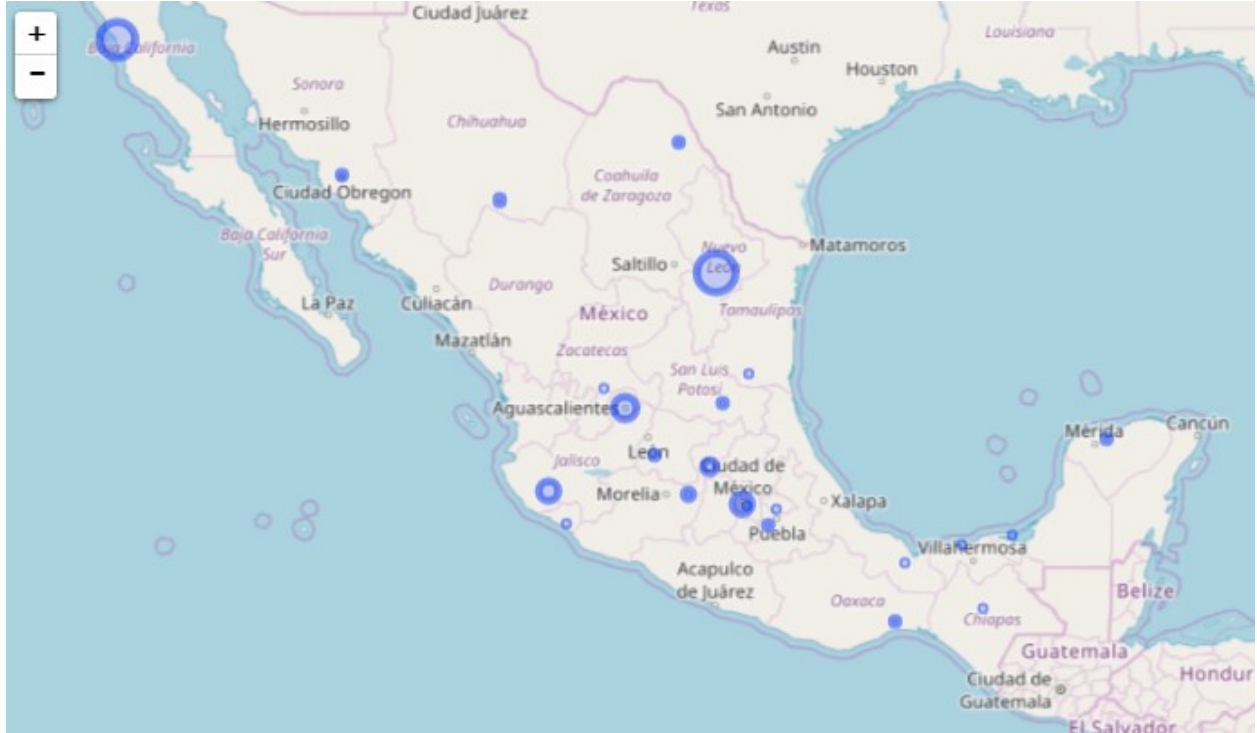 Ciudad Juárez
Texas
+
Baja California
Austin
Louisiana
Houston
−
Sonora
San Antonio
Hermosillo
Chihuahua
Coahuila
de Zaragoza
Ciudad Obregon
Baja California
Sur
Nuevo
León
Matamoros
Saltillo
Durango
La Paz
Culiacán
México
Tamaulipas
Mazatlán
Zacatecas
San Luis
Potosí
Aguascalientes
Mérida
Cancún
León
Jalisco
Ciudad de
México
Morelia
Xalapa
Puebla
Villahermosa
Acapulco
de Juárez
Belize
Oaxaca
Chiapas
Guatemala
Hondur
Ciudad de
Guatemala
El Salvador